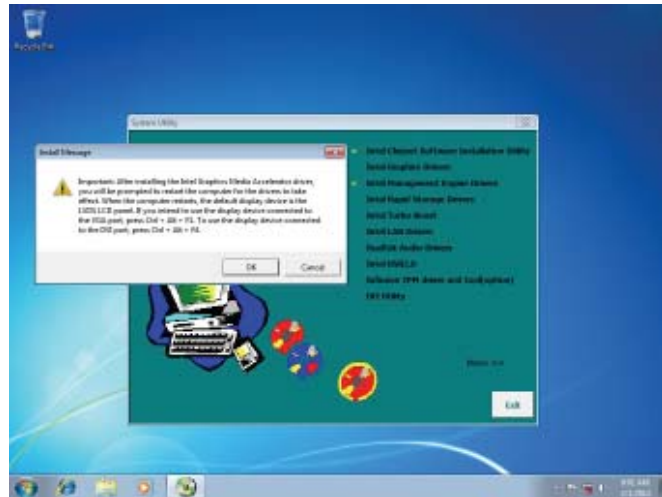 Recycle Bin
System Utility
Intel Chipset Software Installation Utility
Intel Graphics Drivers
Intel Management Engine Drivers
Intel Rapid Storage Drivers
Intel Turbo Boost
Intel LAN Drivers
Realtek Audio Drivers
Intel USB3.0
Infineon TPM driver and tool(option)
Utility
Exit
Install Message
Important: After installing the Intel Graphics Media Accelerator driver,
you will be prompted to restart the computer for the drivers to take
effect. When the computer restarts, the default display device is the
LVDS LCD panel. If you intend to use the display device connected to
the VGA port, press Ctrl + Alt + F1. To use the display device connected
to the DVI port, press Ctrl + Alt +
OK
Cancel